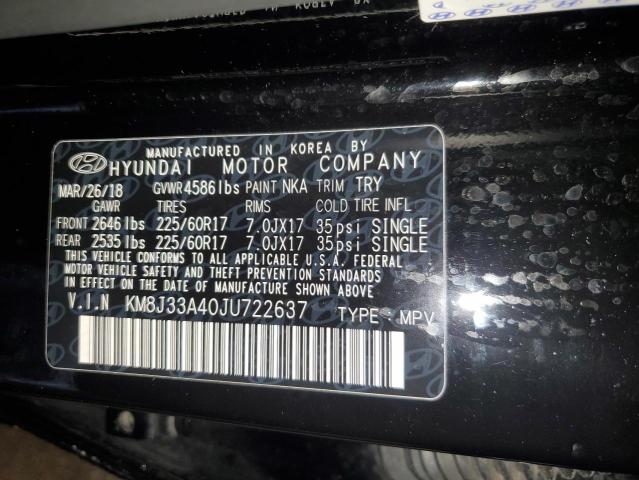 MANUFACTURED IN KOREA BY
HYUNDAI MOTOR COMPANY
MAR/26/18 GVWR 4586 lbs PAINT NKA TRIM TRY
GAWR TIRES RIMS COLD TIRE INFL
FRONT 2646 lbs 225/60R17 7.0JX17 35 psi SINGLE
REAR 2535 lbs 225/60R17 7.0JX17 35 psi SINGLE
THIS VEHICLE CONFORMS TO ALL APPLICABLE U.S.A. FEDERAL
MOTOR VEHICLE SAFETY AND THEFT PREVENTION STANDARDS
IN EFFECT ON THE DATE OF MANUFACTURE SHOWN ABOVE.
V.I.N KM8J33A40JU722637 TYPE : MPV